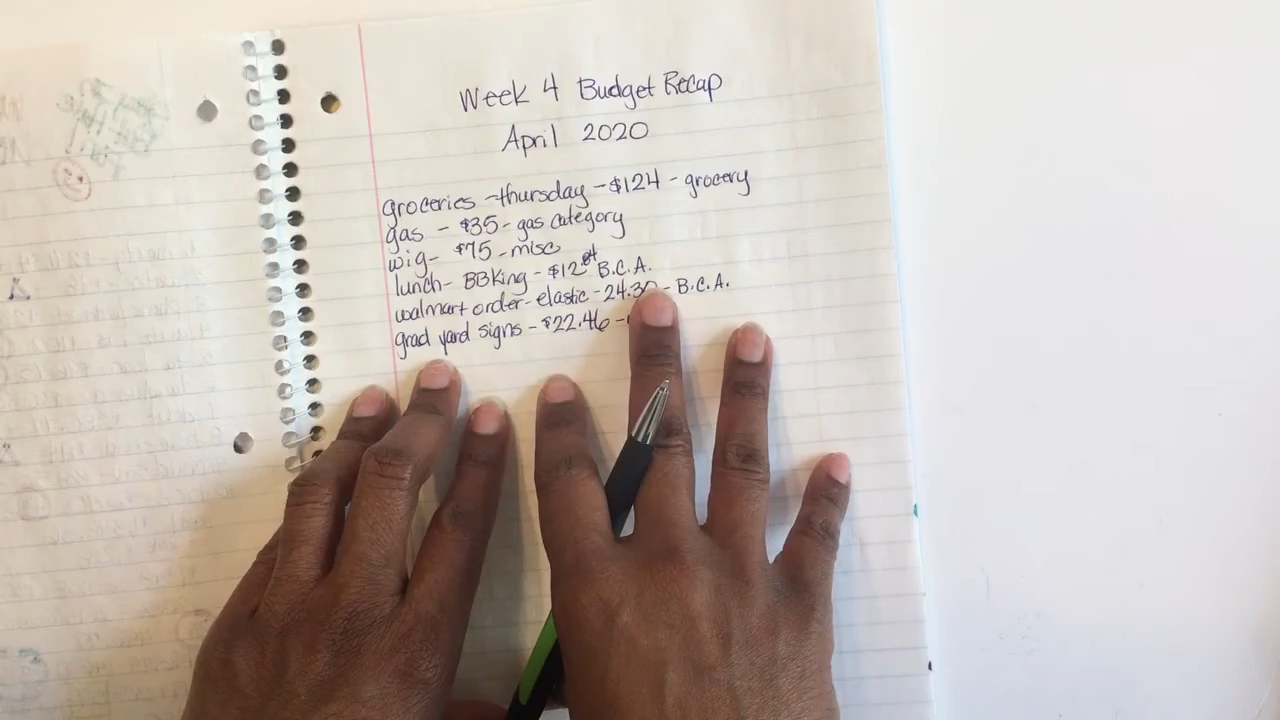 Week 4 Budget Recap
April 2020
groceries - thursday - $124 - grocery
gas - $35 - gas category
wig - $75 - misc
lunch - BBKing - $12.84 B.C.A.
walmart order - elastic - 24.30 - B.C.A.
grad yard signs - $22.46 -